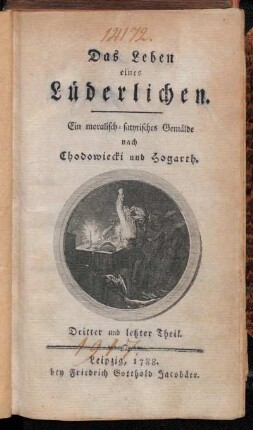 14172.
Das Leben
eines
Lüderlichen.
Ein moralisch-satyrisches Gemälde
nach
Chodowiecki und Hogarth.
Dritter und letzter Theil.
Leipzig, 1788.
bey Friedrich Gotthold Jacobäer.